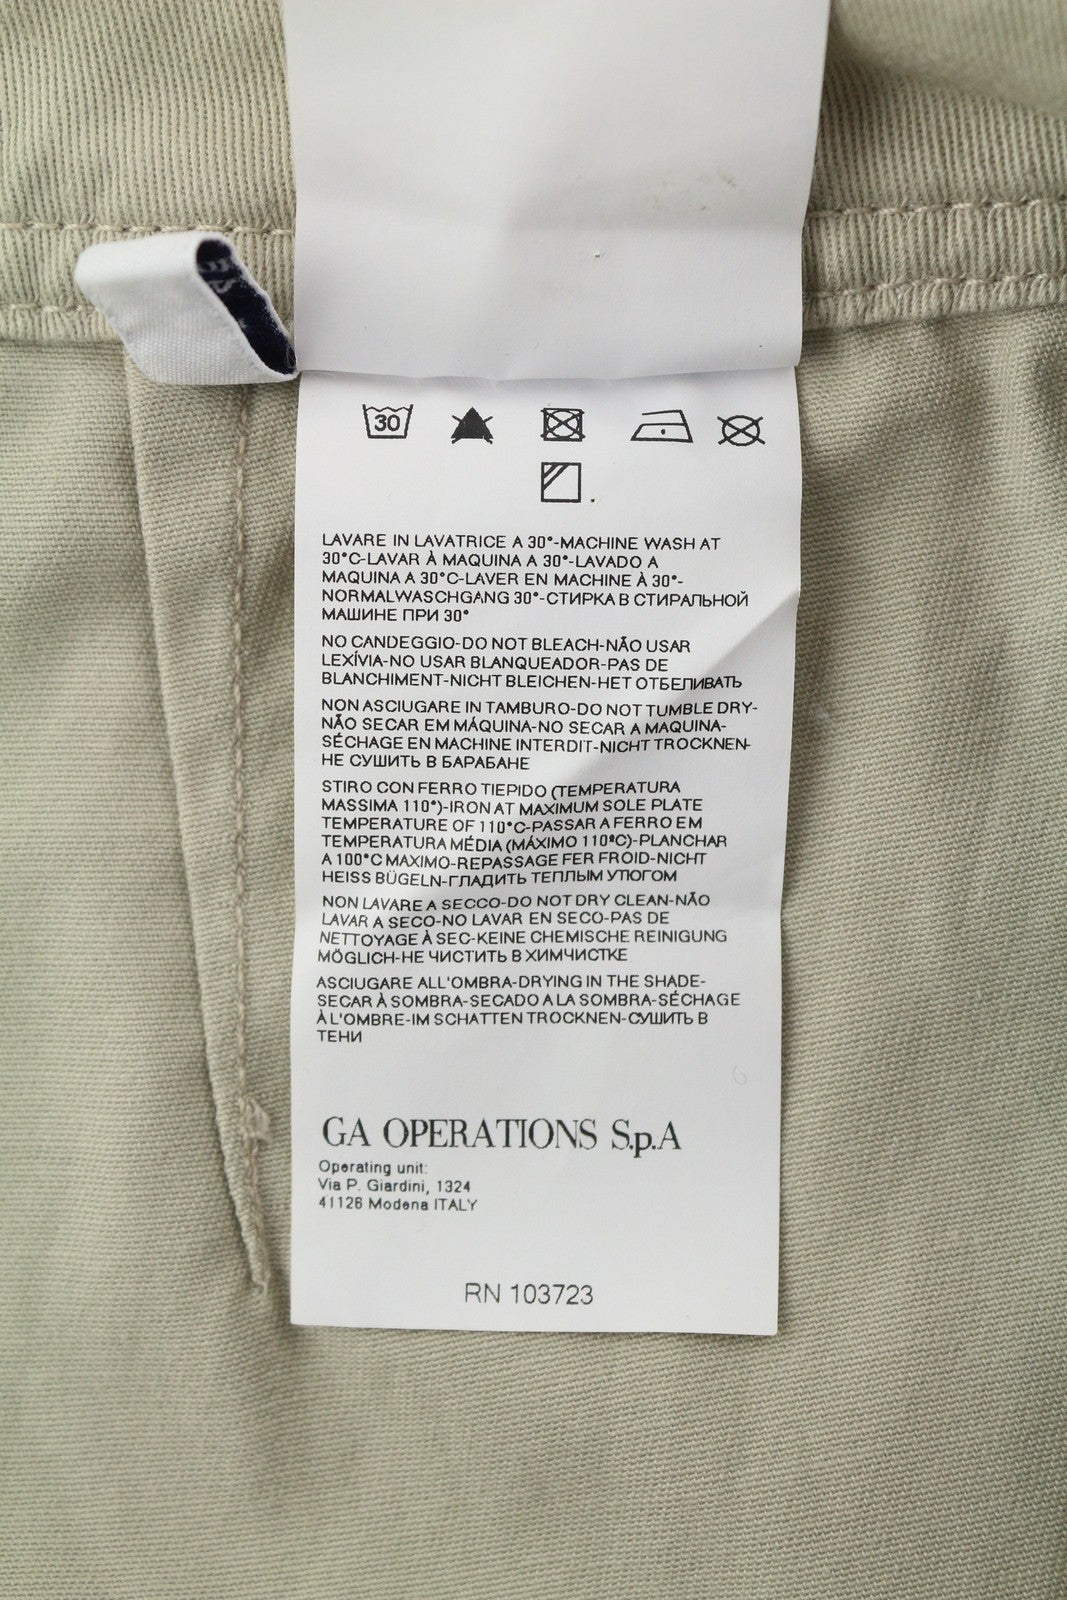 30
LAVARE IN LAVATRICE A 30°-MACHINE WASH AT
30°C-LAVAR À MAQUINA A 30°-LAVADO A
MAQUINA A 30°C-LAVER EN MACHINE À 30°-
NORMALWASCHGANG 30°-СТИРКА В СТИРАЛЬНОЙ
МАШИНЕ ПРИ 30°
NO CANDEGGIO-DO NOT BLEACH-NÃO USAR
LEXÍVIA-NO USAR BLANQUEADOR-PAS DE
BLANCHIMENT-NICHT BLEICHEN-НЕТ ОТБЕЛИВАТЬ
NON ASCIUGARE IN TAMBURO-DO NOT TUMBLE DRY-
NÃO SECAR EM MÁQUINA-NO SECAR A MAQUINA-
SÉCHAGE EN MACHINE INTERDIT-NICHT TROCKNEN-
НЕ СУШИТЬ В БАРАБАНЕ
STIRO CON FERRO TIEPIDO (TEMPERATURA
MASSIMA 110°)-IRON AT MAXIMUM SOLE PLATE
TEMPERATURE OF 110°C-PASSAR A FERRO EM
TEMPERATURA MÉDIA (MÁXIMO 110ºC)-PLANCHAR
A 100°C MAXIMO-REPASSAGE FER FROID-NICHT
HEISS BÜGELN-ГЛАДИТЬ ТЕПЛЫМ УТЮГОМ
NON LAVARE A SECCO-DO NOT DRY CLEAN-NÃO
LAVAR A SECO-NO LAVAR EN SECO-PAS DE
NETTOYAGE À SEC-KEINE CHEMISCHE REINIGUNG
MÖGLICH-НЕ ЧИСТИТЬ В ХИМЧИСТКЕ
ASCIUGARE ALL'OMBRA-DRYING IN THE SHADE-
SECAR À SOMBRA-SECADO A LA SOMBRA-SÉCHAGE
À L'OMBRE-IM SCHATTEN TROCKNEN-СУШИТЬ В
ТЕНИ
GA OPERATIONS S.p.A
Operating unit:
Via P. Giardini, 1324
41126 Modena ITALY
RN 103723